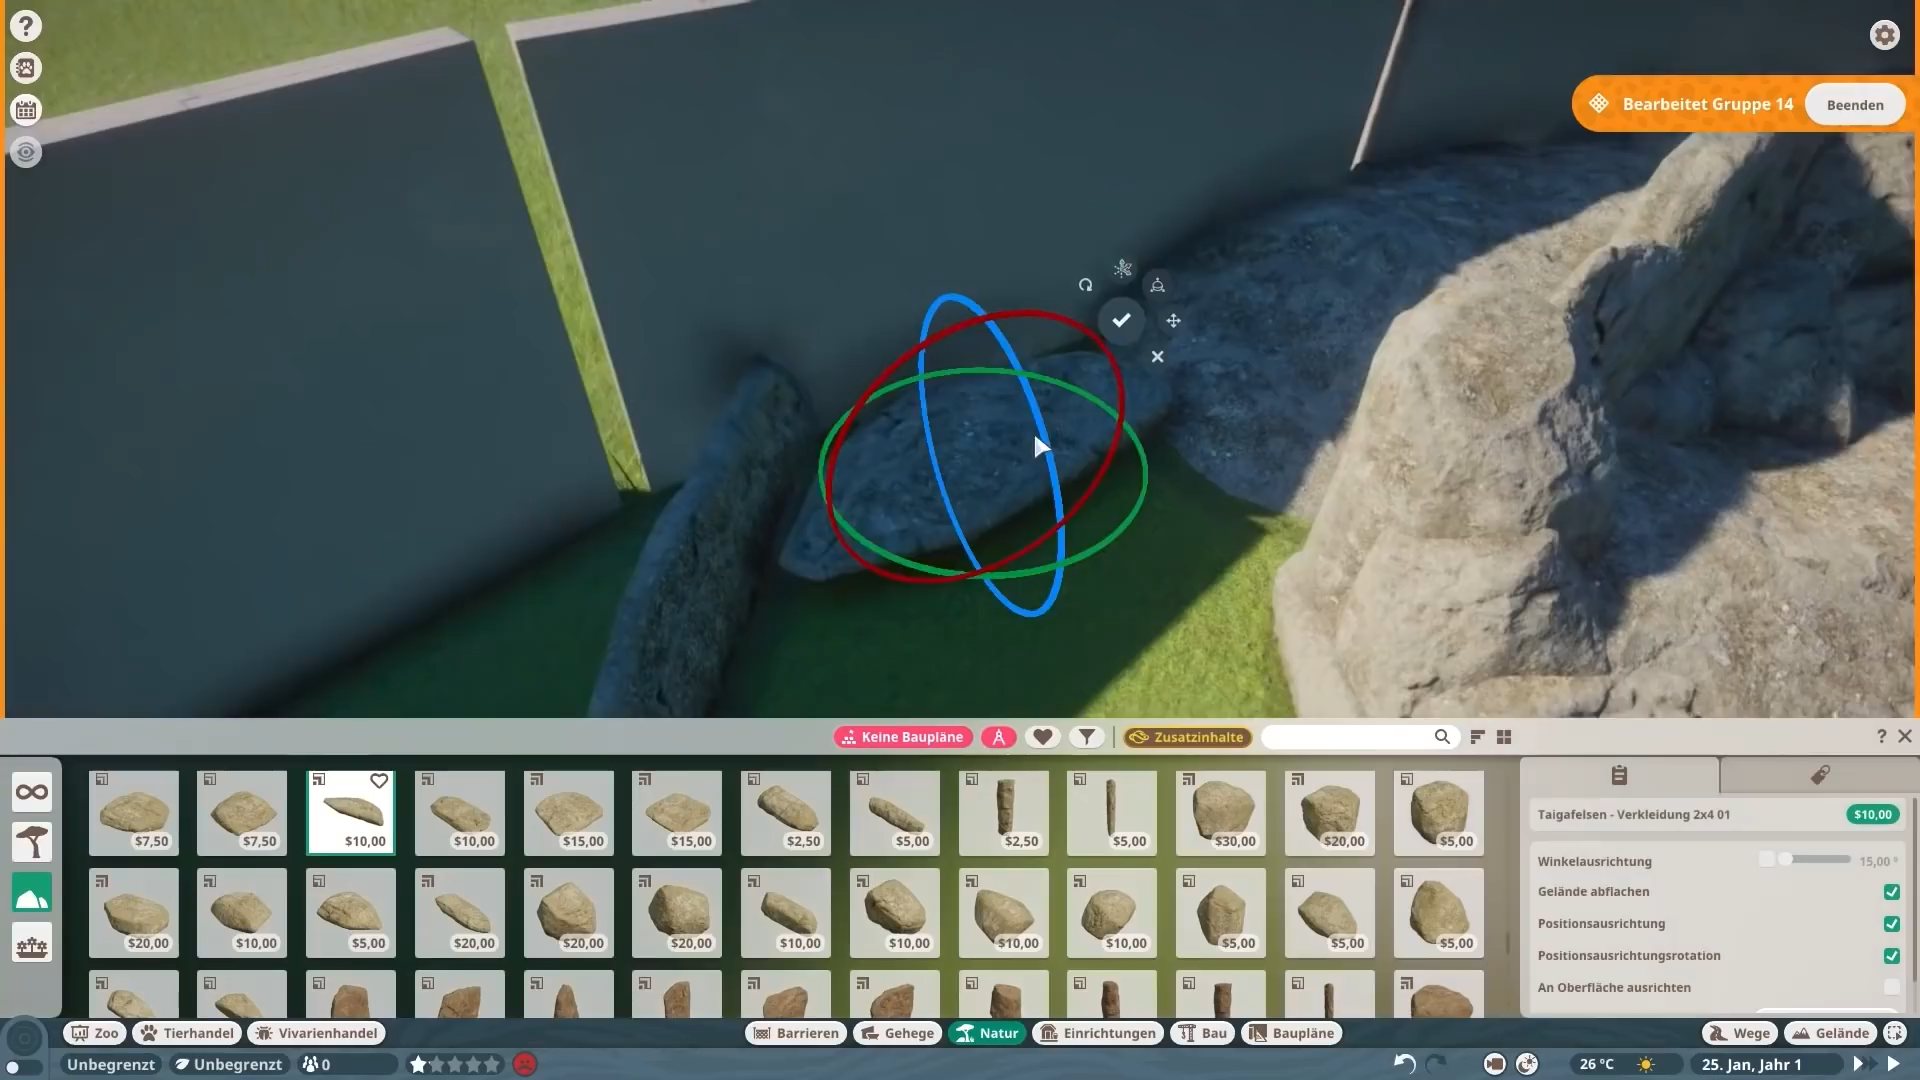 ?
Bearbeitet Gruppe 14
Beenden
Keine Baupläne
Zusatzinhalte
?
$7,50 $7,50 $10,00 $10,00 $15,00 $15,00 $2,50 $5,00 $2,50 $5,00 $30,00 $20,00 $5,00
$20,00 $10,00 $5,00 $20,00 $20,00 $20,00 $10,00 $10,00 $10,00 $10,00 $5,00 $5,00 $5,00
Taigafelsen - Verkleidung 2x4 01 $10,00
Winkelausrichtung 15,00 °
Gelände abflachen
Positionsausrichtung
Positionsausrichtungsrotation
An Oberfläche ausrichten
Zoo Tierhandel Vivarienhandel Barrieren Gehege Natur Einrichtungen Bau Baupläne Wege Gelände
Unbegrenzt Unbegrenzt 0 26 °C 25. Jan, Jahr 1